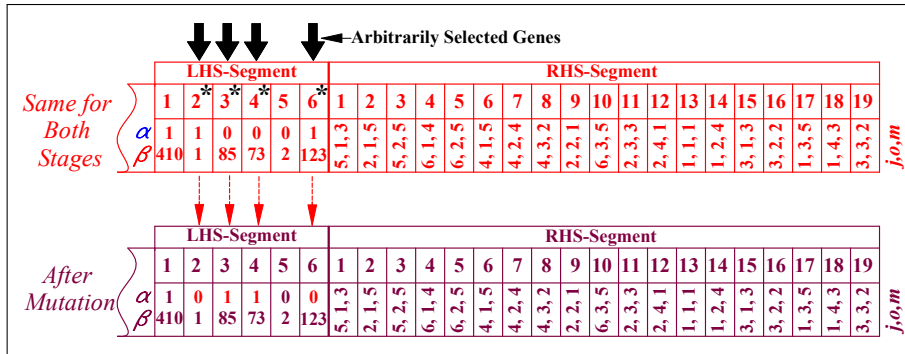 Arbitrarily Selected Genes
LHS-Segment RHS-Segment
Same for Both Stages
1 2* 3* 4* 5 6* 1 2 3 4 5 6 7 8 9 10 11 12 13 14 15 16 17 18 19
α 1 1 0 0 0 1
β 410 1 85 73 2 123
5, 1, 3 2, 1, 5 5, 2, 5 6, 1, 4 6, 2, 5 4, 1, 5 4, 2, 4 4, 3, 2 2, 2, 1 6, 3, 5 2, 3, 3 2, 4, 1 1, 1, 1 1, 2, 4 3, 1, 3 3, 2, 2 1, 3, 5 1, 4, 3 3, 3, 2 j,o,m
LHS-Segment RHS-Segment
After Mutation
1 2 3 4 5 6 1 2 3 4 5 6 7 8 9 10 11 12 13 14 15 16 17 18 19
α 1 0 1 1 0 0
β 410 1 85 73 2 123
5, 1, 3 2, 1, 5 5, 2, 5 6, 1, 4 6, 2, 5 4, 1, 5 4, 2, 4 4, 3, 2 2, 2, 1 6, 3, 5 2, 3, 3 2, 4, 1 1, 1, 1 1, 2, 4 3, 1, 3 3, 2, 2 1, 3, 5 1, 4, 3 3, 3, 2 j,o,m